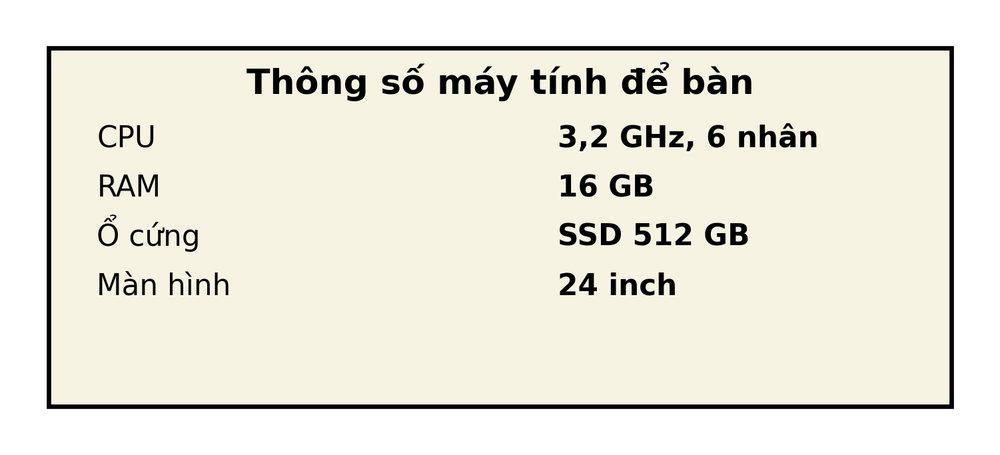 Thông số máy tính để bàn
CPU 3,2 GHz, 6 nhân
RAM 16 GB
Ổ cứng SSD 512 GB
Màn hình 24 inch